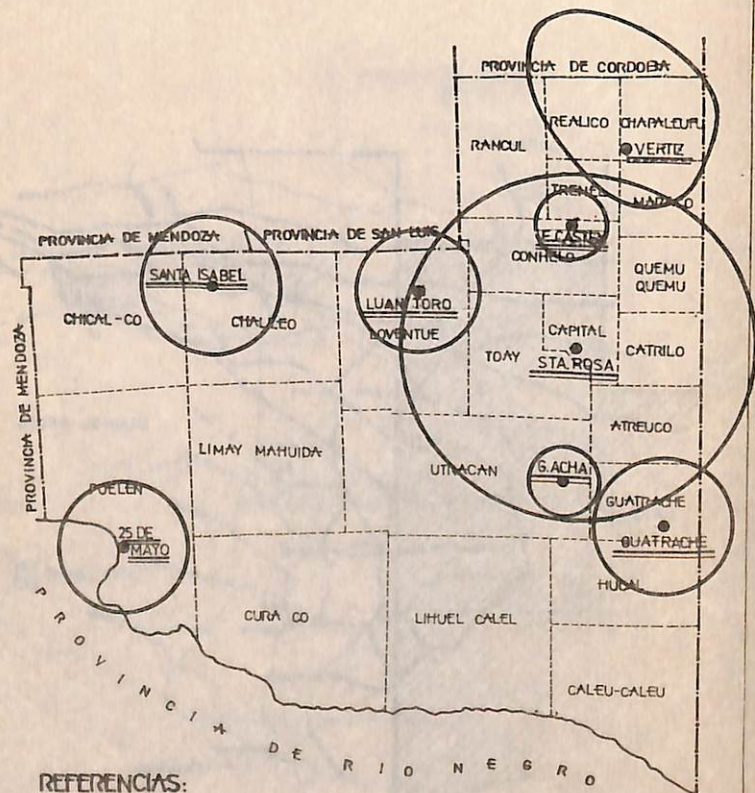 PROVINCIA DE CORDOBA
REALICO
CHAPALEUFU
RANCUL
VERTIZ
TRENEL
MARACO
E.CASTEX
CONHELO
PROVINCIA DE MENDOZA
PROVINCIA DE SAN LUIS
QUEMU
QUEMU
SANTA ISABEL
LUAN TORO
CHICAL-CO
CHALILEO
LOVENTUE
CAPITAL
TOAY
STA. ROSA
CATRILO
PROVINCIA DE MENDOZA
ATREUCO
LIMAY MAHUIDA
UTRACAN
G.ACHA
PUELEN
GUATRACHE
25 DE
MAYO
GUATRACHE
HUCAL
CURA CO
LIHUEL CALEL
CALEU-CALEU
PROVINCIA DE RIO NEGRO
REFERENCIAS: